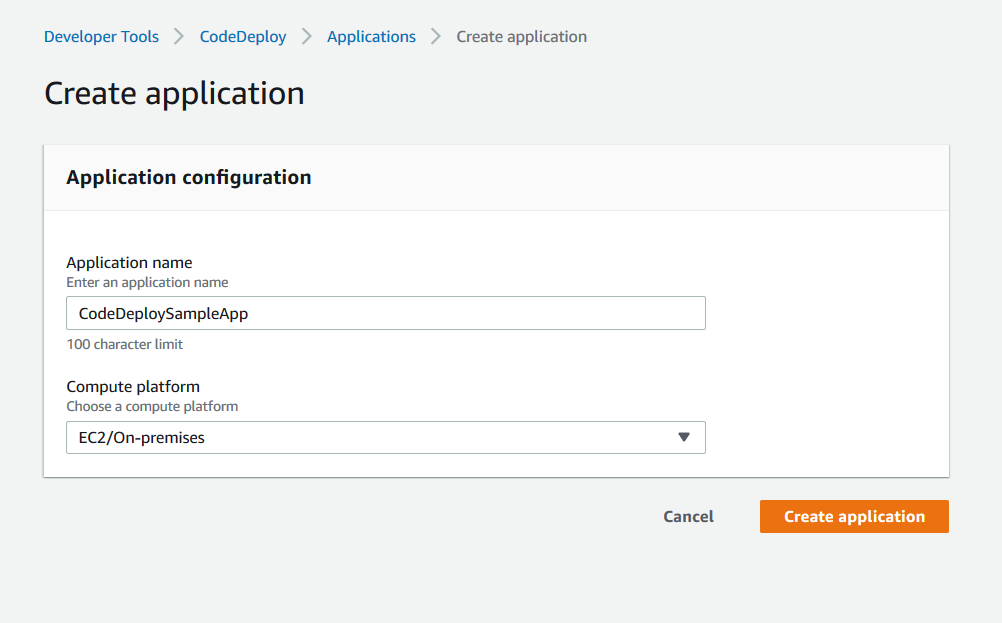 Developer Tools > CodeDeploy > Applications > Create application
Create application
Application configuration
Application name
Enter an application name
CodeDeploySampleApp
100 character limit
Compute platform
Choose a compute platform
EC2/On-premises
Cancel Create application